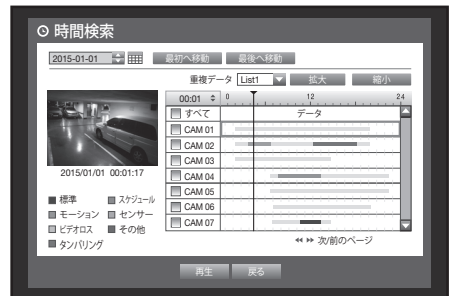 時間検索
2015-01-01 最初へ移動 最後へ移動
重複データ List1 拡大 縮小
00:01 0 12 24
すべて データ
CAM 01
CAM 02
CAM 03
CAM 04
CAM 05
CAM 06
CAM 07
2015/01/01 00:01:17
標準 スケジュール
モーション センサー
ビデオロス その他
タンパリング
次/前のページ
再生 戻る